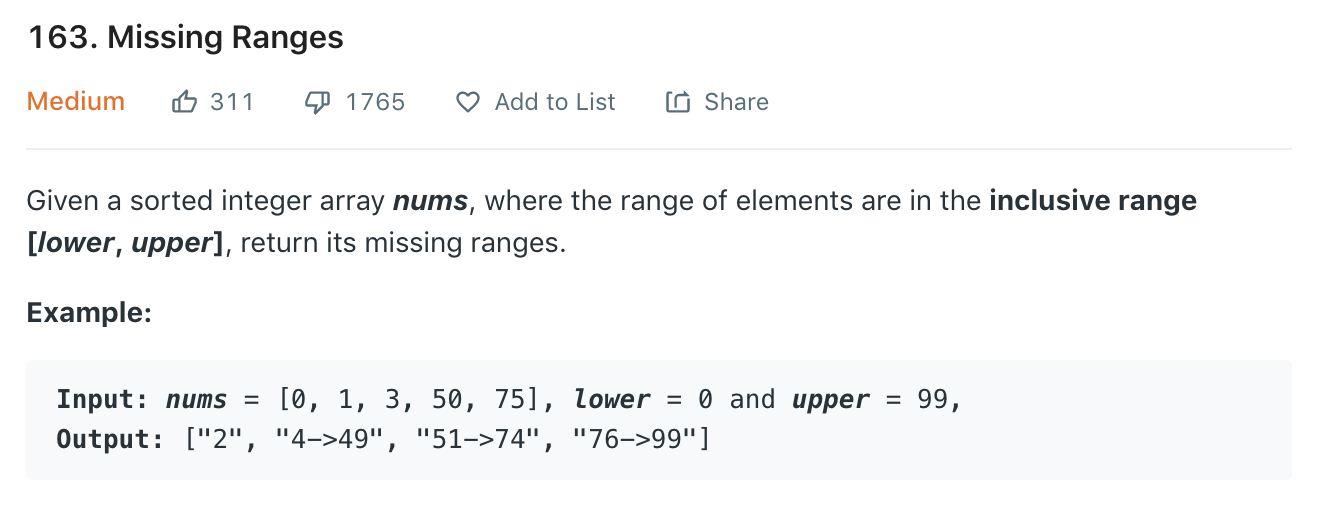 163. Missing Ranges
Medium 311 1765 Add to List Share
Given a sorted integer array nums, where the range of elements are in the inclusive range
[lower, upper], return its missing ranges.
Example:
Input: nums = [0, 1, 3, 50, 75], lower = 0 and upper = 99,
Output: ["2", "4->49", "51->74", "76->99"]